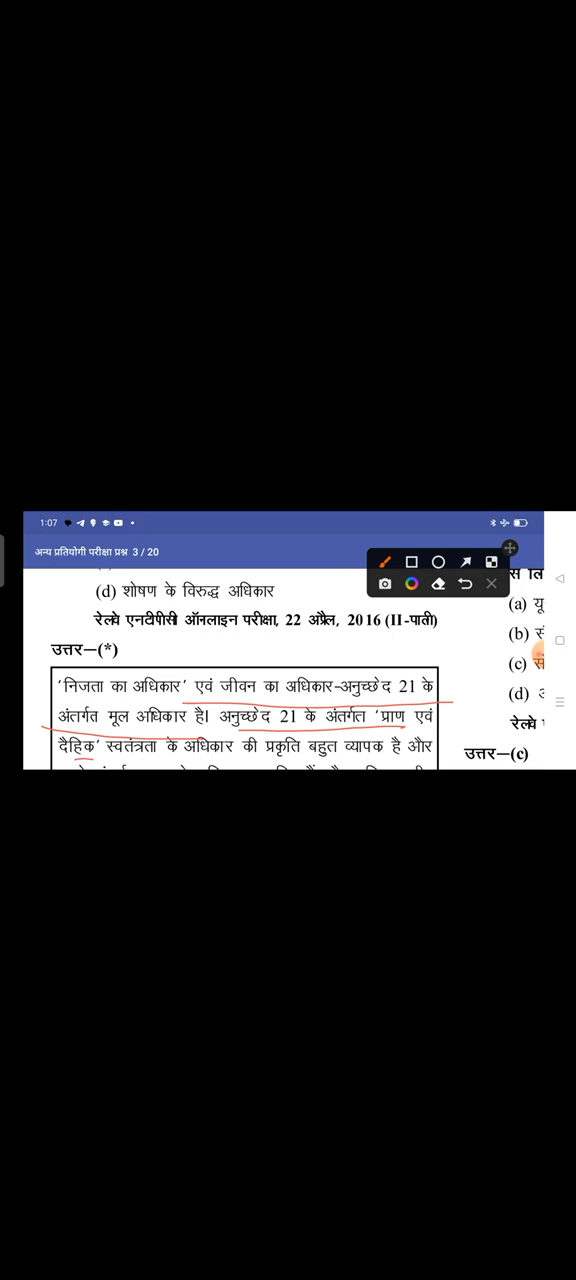 1:07
अन्य प्रतियोगी परीक्षा प्रश्न 3 / 20
(d) शोषण के विरुद्ध अधिकार
रेलवे एनटीपीसी ऑनलाइन परीक्षा, 22 अप्रैल, 2016 (II-पाली)
उत्तर–(*)
'निजता का अधिकार' एवं जीवन का अधिकार-अनुच्छेद 21 के
अंतर्गत मूल अधिकार है। अनुच्छेद 21 के अंतर्गत 'प्राण एवं
दैहिक' स्वतंत्रता के अधिकार की प्रकृति बहुत व्यापक है और
(a) यू
(b)
(c)
(d)
रेलवे
उत्तर–(c)